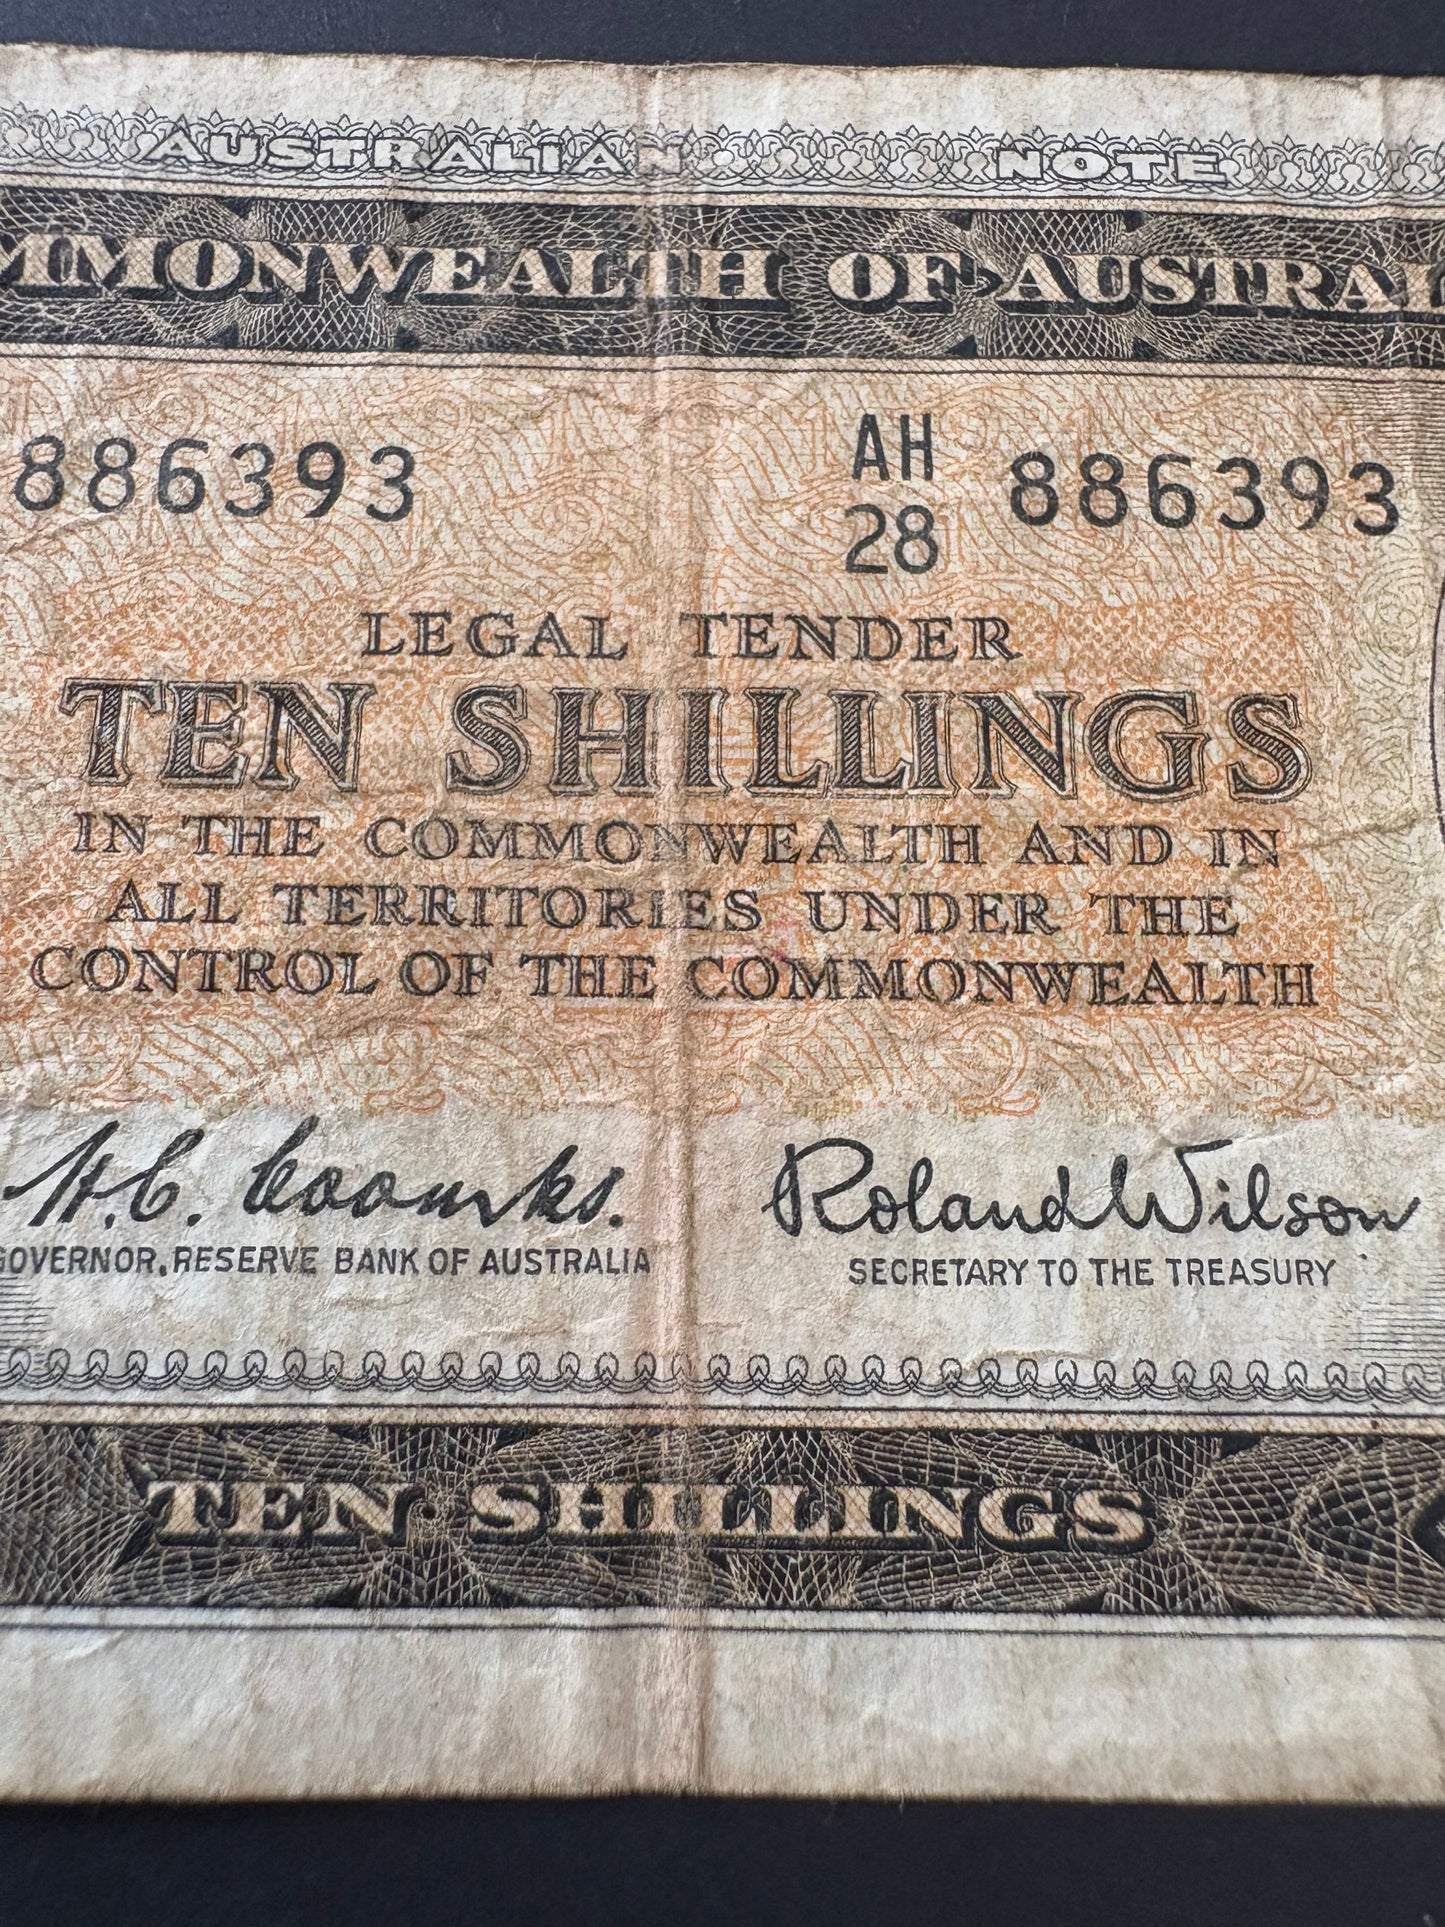 AUSTRALIAN NOTE
MMONWEALTH OF AUSTRAL
886393 AH 28 886393
LEGAL TENDER
TEN SHILLINGS
IN THE COMMONWEALTH AND IN
ALL TERRITORIES UNDER THE
CONTROL OF THE COMMONWEALTH
H.C. Coombs. Roland Wilson
GOVERNOR, RESERVE BANK OF AUSTRALIA SECRETARY TO THE TREASURY
TEN SHILLINGS